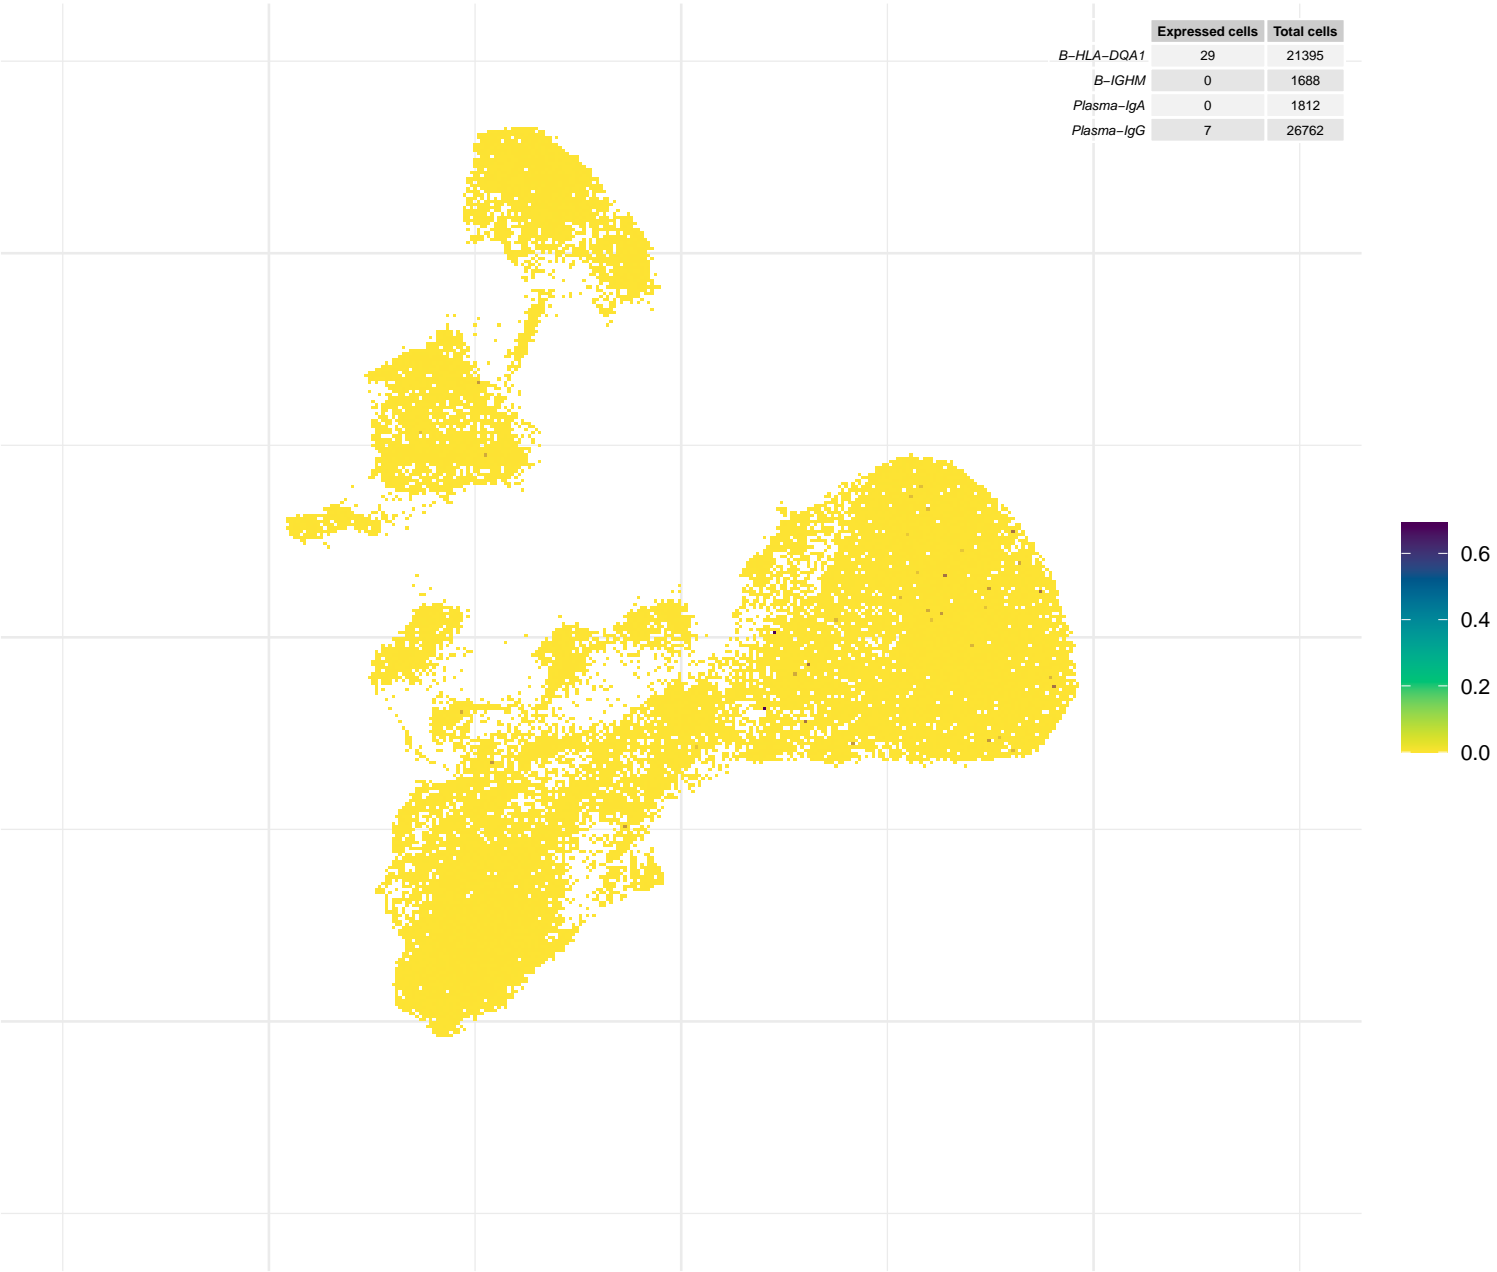 Expressed cells Total cells
B-HLA-DQA1 29 21395
B-IGHM 0 1688
Plasma-IgA 0 1812
Plasma-IgG 7 26762
0.6
0.4
0.2
0.0